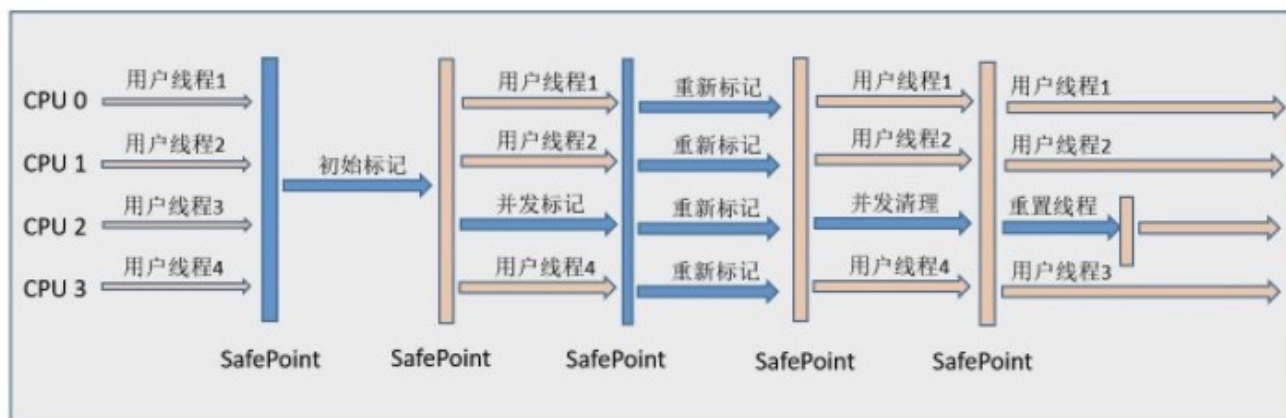 CPU 0 用户线程1 用户线程1 重新标记 用户线程1 用户线程1
CPU 1 用户线程2 初始标记 用户线程2 重新标记 用户线程2 用户线程2
CPU 2 用户线程3 并发标记 重新标记 并发清理 重置线程
CPU 3 用户线程4 用户线程4 重新标记 用户线程4 用户线程3
SafePoint SafePoint SafePoint SafePoint SafePoint